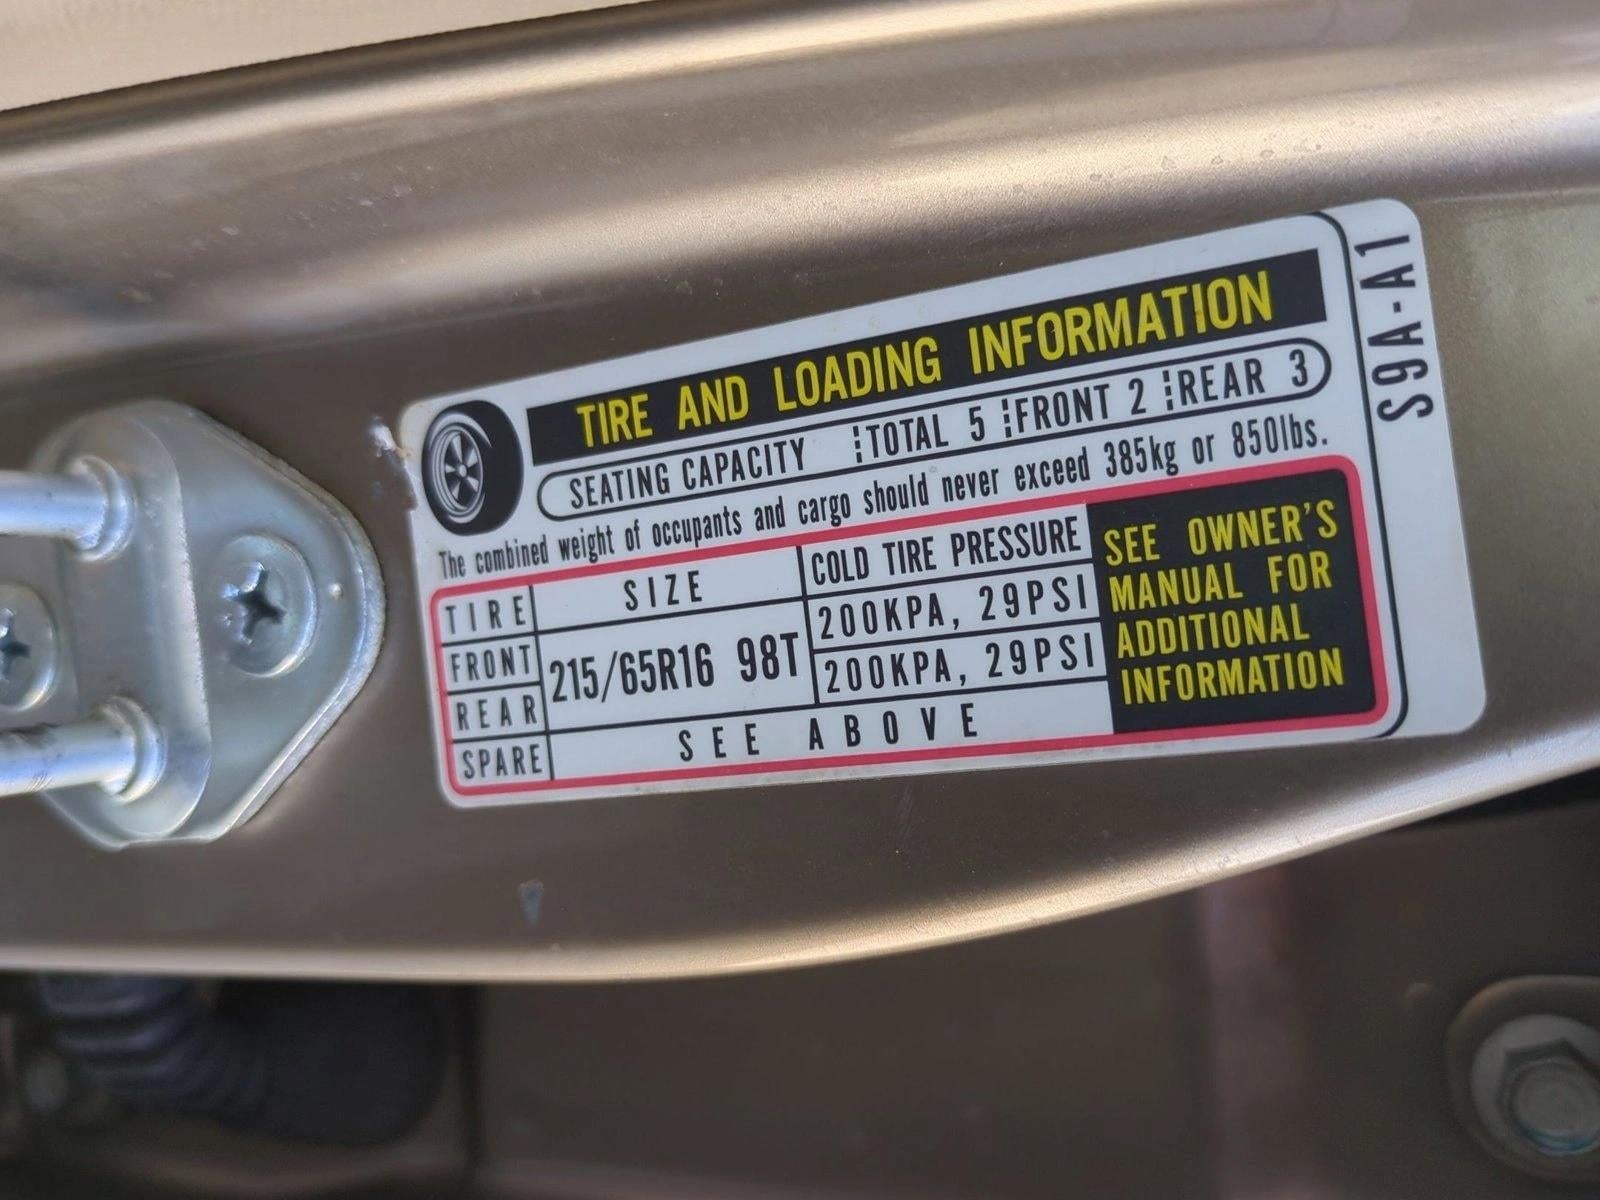 TIRE AND LOADING INFORMATION
SEATING CAPACITY TOTAL 5 FRONT 2 REAR 3
The combined weight of occupants and cargo should never exceed 385kg or 850lbs.
TIRE SIZE COLD TIRE PRESSURE
FRONT 215/65R16 98T 200KPA, 29PSI
REAR 200KPA, 29PSI
SPARE SEE ABOVE
SEE OWNER'S
MANUAL FOR
ADDITIONAL
INFORMATION
S9A-A1